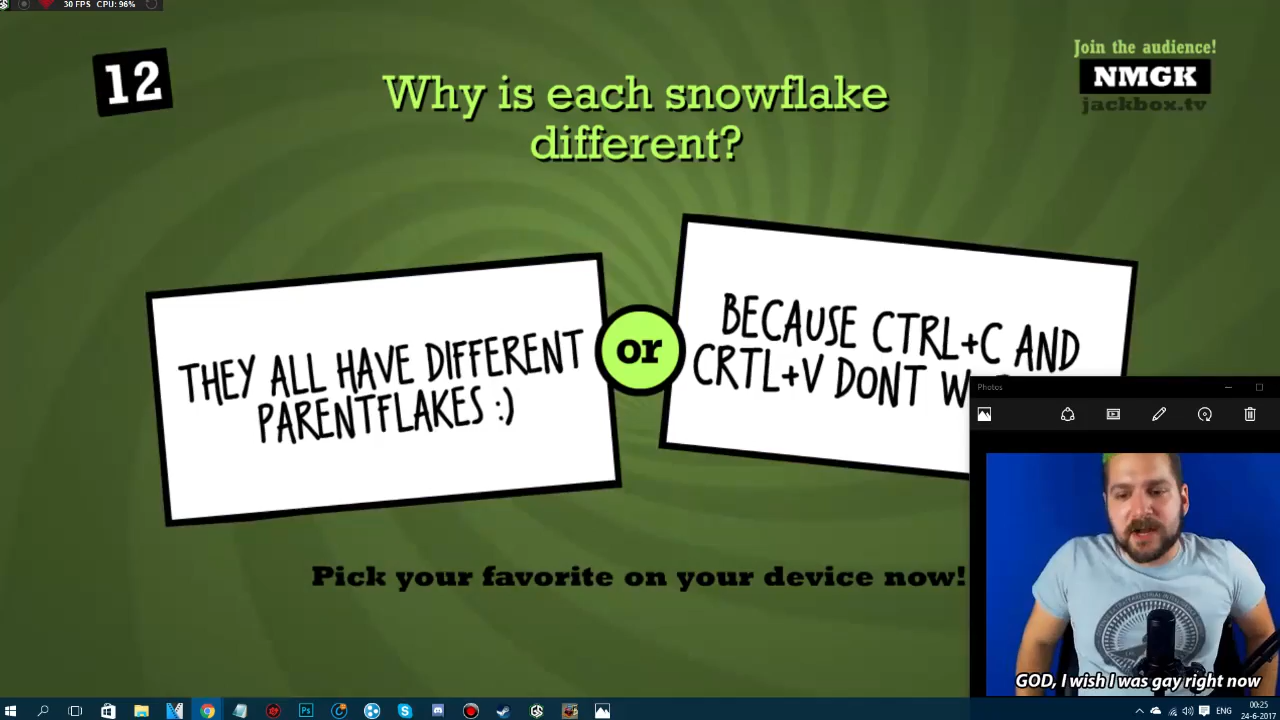 30 FPS CPU: 96%
12
Why is each snowflake
different?
Join the audience!
NMGK
jackbox.tv
THEY ALL HAVE DIFFERENT
PARENTFLAKES :)
or
BECAUSE CTRL+C AND
CRTL+V DONT
Pick your favorite on your device now!
Photos
GOD, I wish I was gay right now
ENG
00:25
24-6-2017